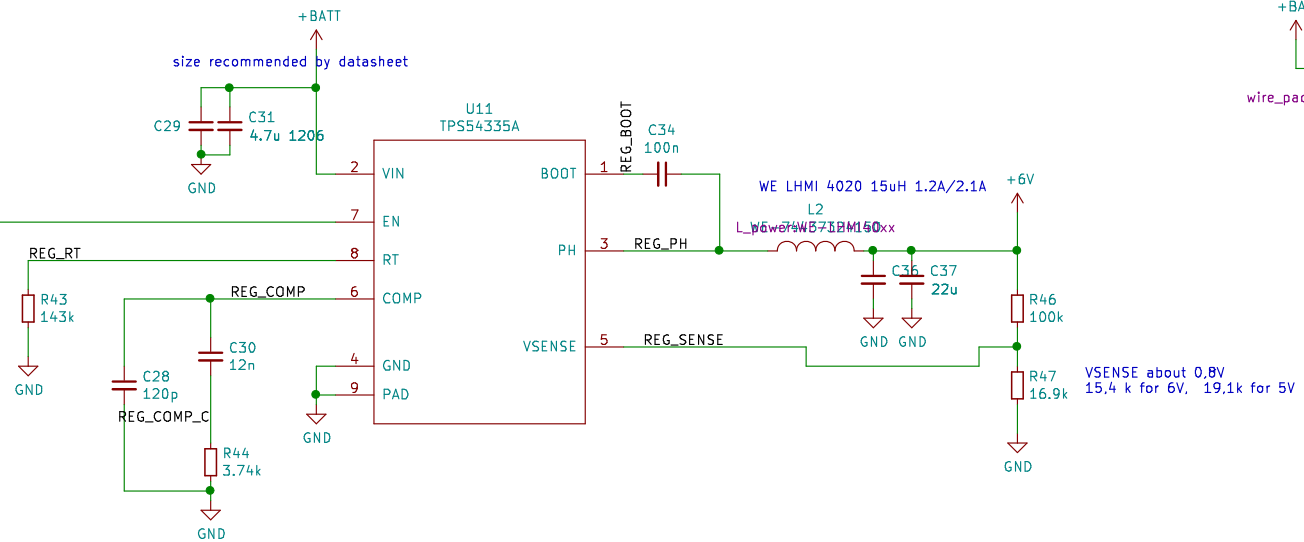 +BATT
size recommended by datasheet
C29
C31
4.7u 1206
GND
U11
TPS54335A
2
VIN
7
EN
8
RT
6
COMP
4
GND
9
PAD
BOOT
1
PH
3
VSENSE
5
REG_BOOT
C34
100n
WE LHMI 4020 15uH 1.2A/2.1A
L2
+6V
REG_PH
C36
C37
22u
GND
GND
REG_SENSE
R46
100k
R47
16.9k
GND
VSENSE about 0,8V
15,4 k for 6V, 19,1k for 5V
REG_RT
R43
143k
GND
REG_COMP
C30
12n
C28
120p
REG_COMP_C
R44
3.74k
GND
GND
+BA
wire_pad